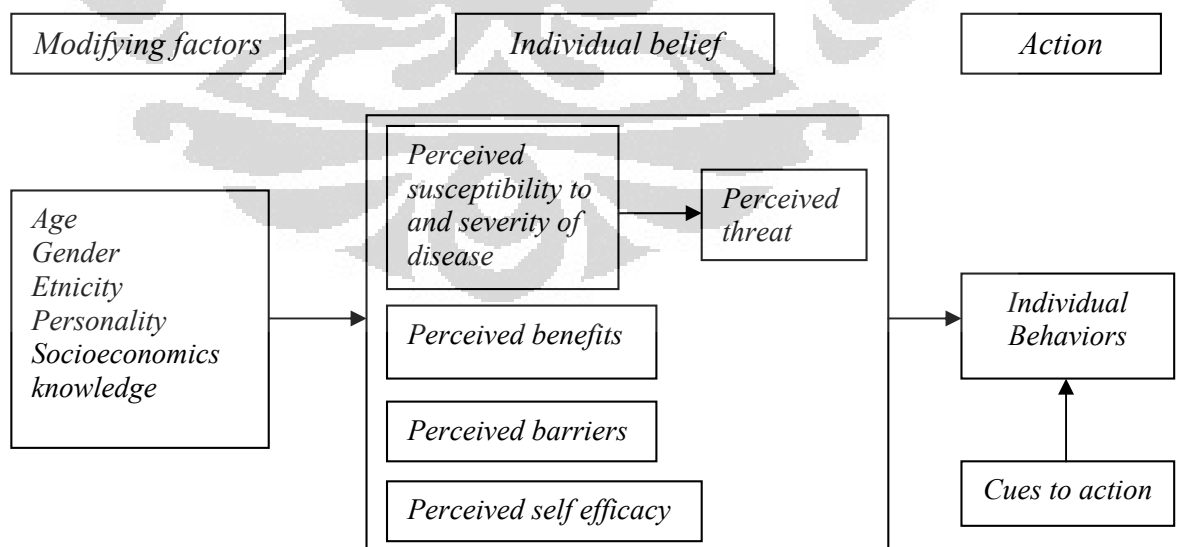 Modifying factors
Individual belief
Action
Age
Gender
Etnicity
Personality
Socioeconomics
knowledge
Perceived
susceptibility to
and severity of
disease
Perceived
threat
Perceived benefits
Perceived barriers
Perceived self efficacy
Individual
Behaviors
Cues to action